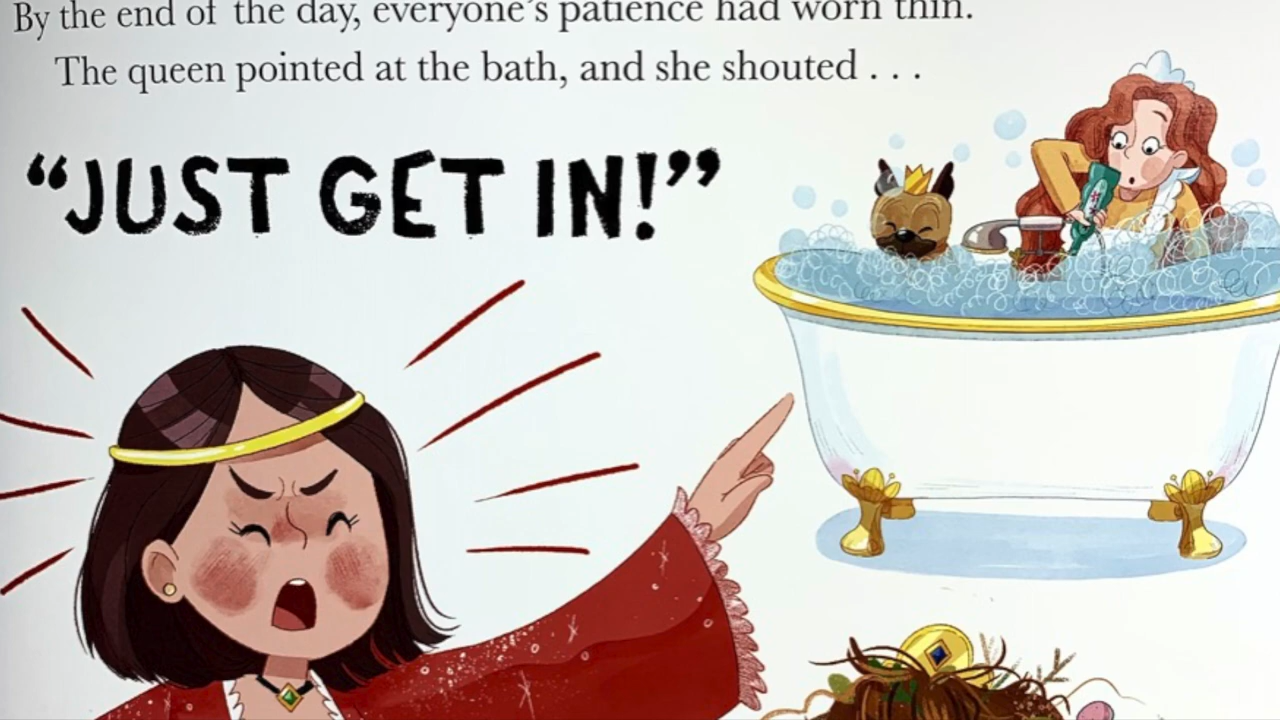 By the end of the day, everyone's patience had worn thin.
The queen pointed at the bath, and she shouted . . .
“JUST GET IN!”